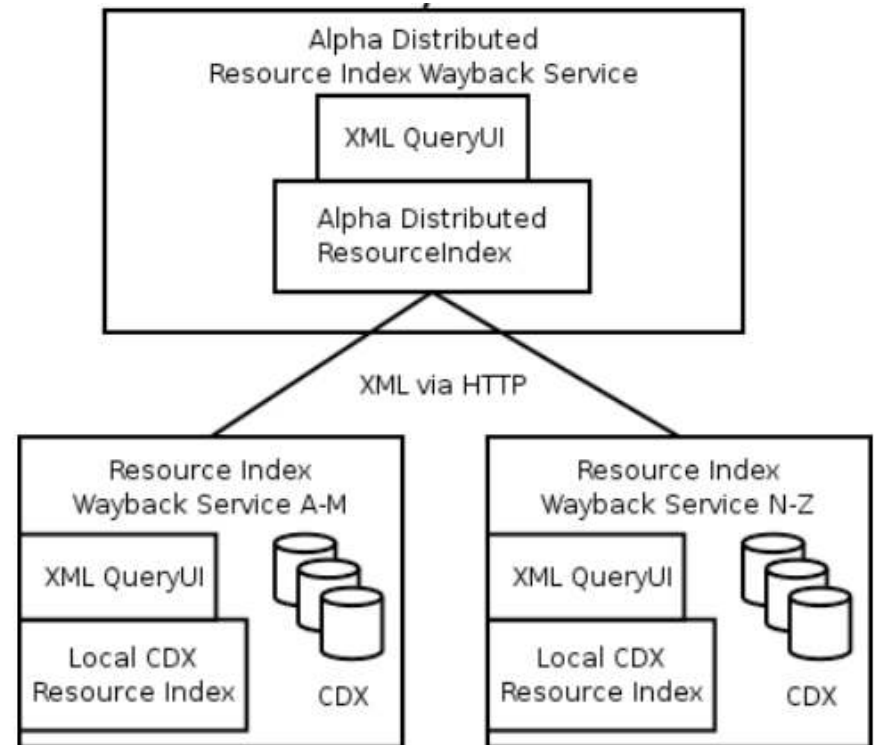 Alpha Distributed
Resource Index Wayback Service
XML QueryUI
Alpha Distributed
ResourceIndex
XML via HTTP
Resource Index
Wayback Service A-M
XML QueryUI
Local CDX
Resource Index
CDX
Resource Index
Wayback Service N-Z
XML QueryUI
Local CDX
Resource Index
CDX